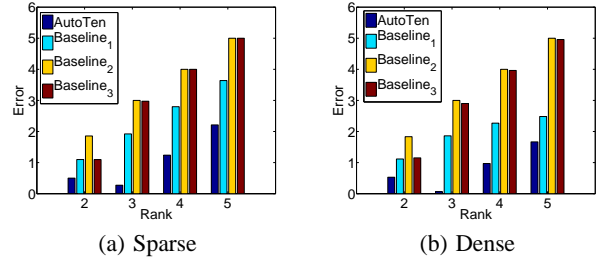 6
5
4
3
2
1
0
Error
AutoTen
Baseline1
Baseline2
Baseline3
2 3 4 5
Rank
(a) Sparse
6
5
4
3
2
1
0
Error
AutoTen
Baseline1
Baseline2
Baseline3
2 3 4 5
Rank
(b) Dense